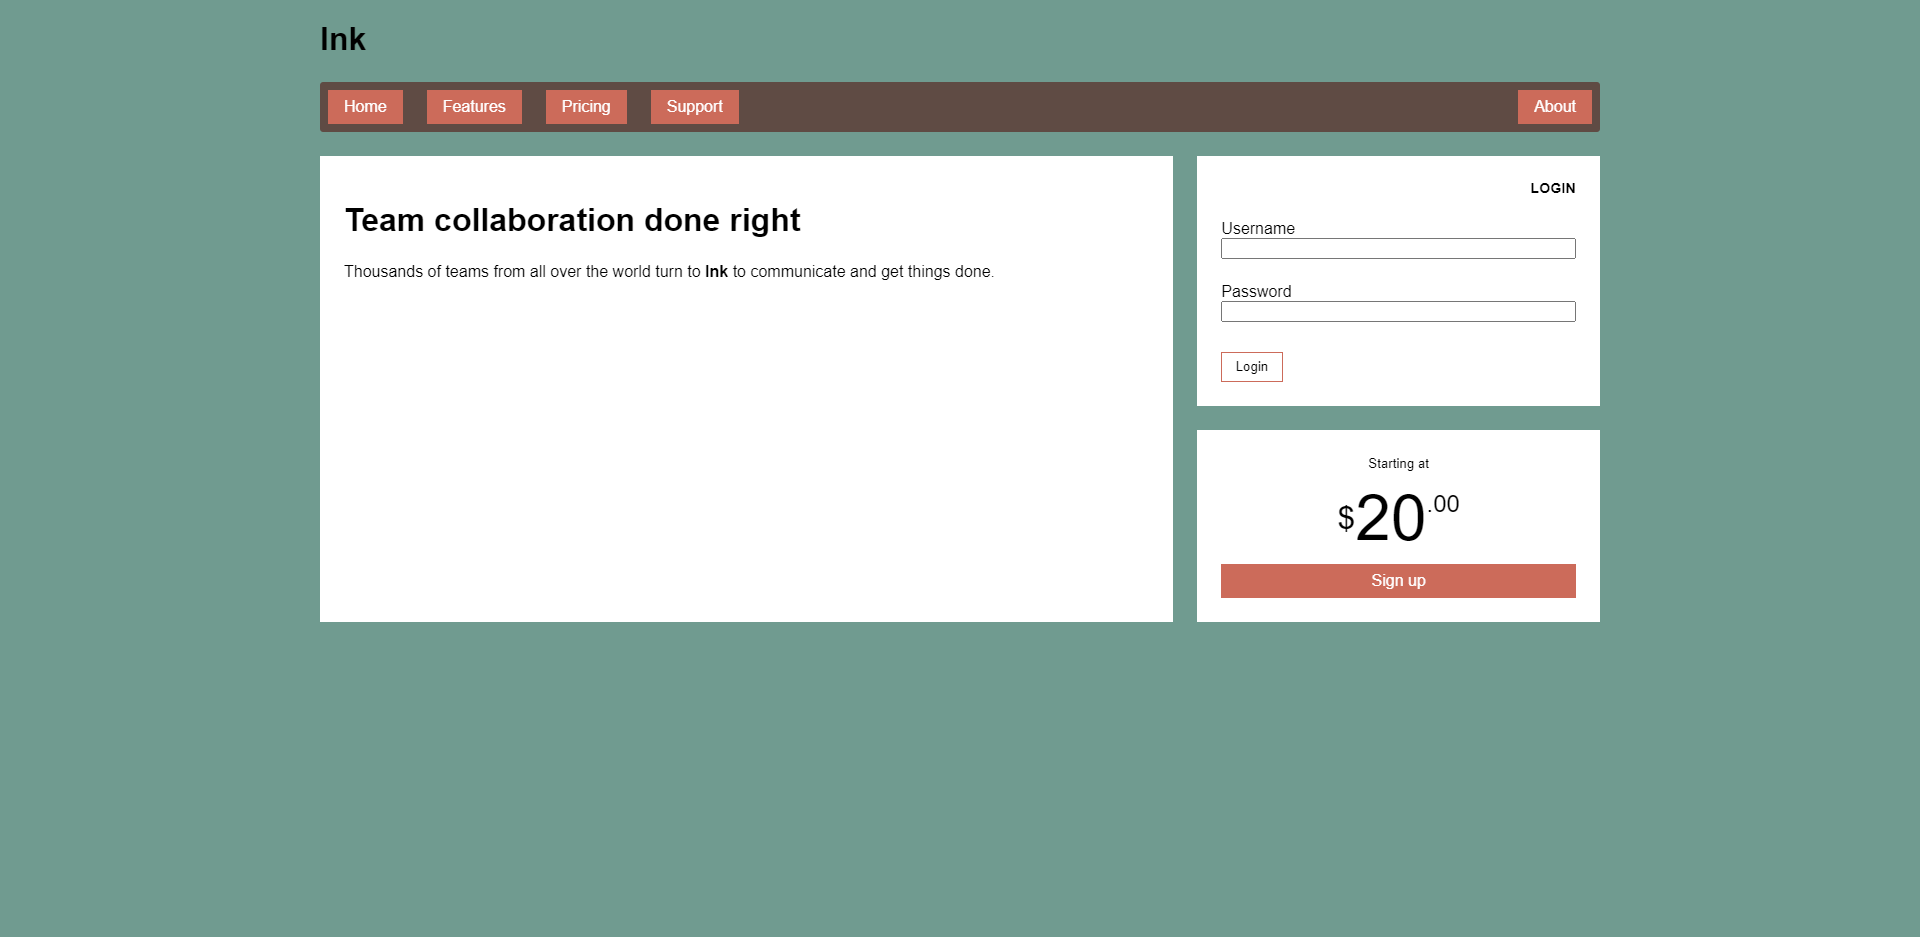 Ink
Home Features Pricing Support About
Team collaboration done right
Thousands of teams from all over the world turn to Ink to communicate and get things done.
LOGIN
Username
Password
Login
Starting at
$20.00
Sign up